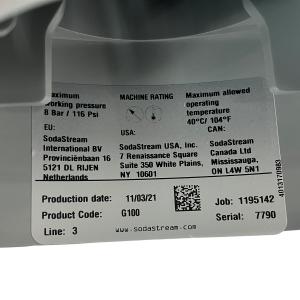 Maximum working pressure 8 Bar / 116 Psi
MACHINE RATING
Maximum allowed operating temperature 40°C/ 104°F
EU:
SodaStream
International BV
Provinciënbaan 16
5121 DL RIJEN
Netherlands
USA:
SodaStream USA, Inc.
7 Renaissance Square
Suite 350 White Plains,
NY 10601
CAN:
SodaStream
Canada Ltd
Mississauga,
ON L4W 5N1
Production date: 11/03/21
Product Code: G100
Line: 3
Job: 1195142
Serial: 7790
www.sodastream.com